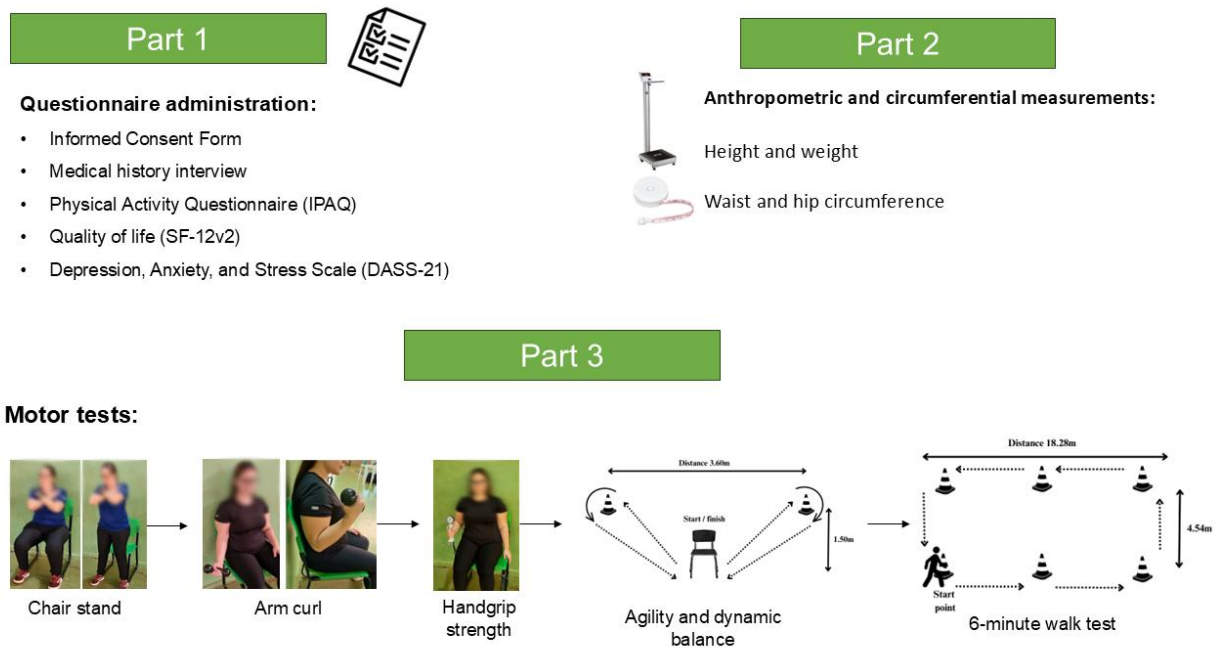 Part 1
Questionnaire administration:
• Informed Consent Form
• Medical history interview
• Physical Activity Questionnaire (IPAQ)
• Quality of life (SF-12v2)
• Depression, Anxiety, and Stress Scale (DASS-21)
Part 2
Anthropometric and circumferential measurements:
Height and weight
Waist and hip circumference
Part 3
Motor tests:
Chair stand
Arm curl
Handgrip
strength
Distance 3.60m
Start / finish
1.50m
Agility and dynamic
balance
Distance 18.28m
4.54m
Start
point
6-minute walk test